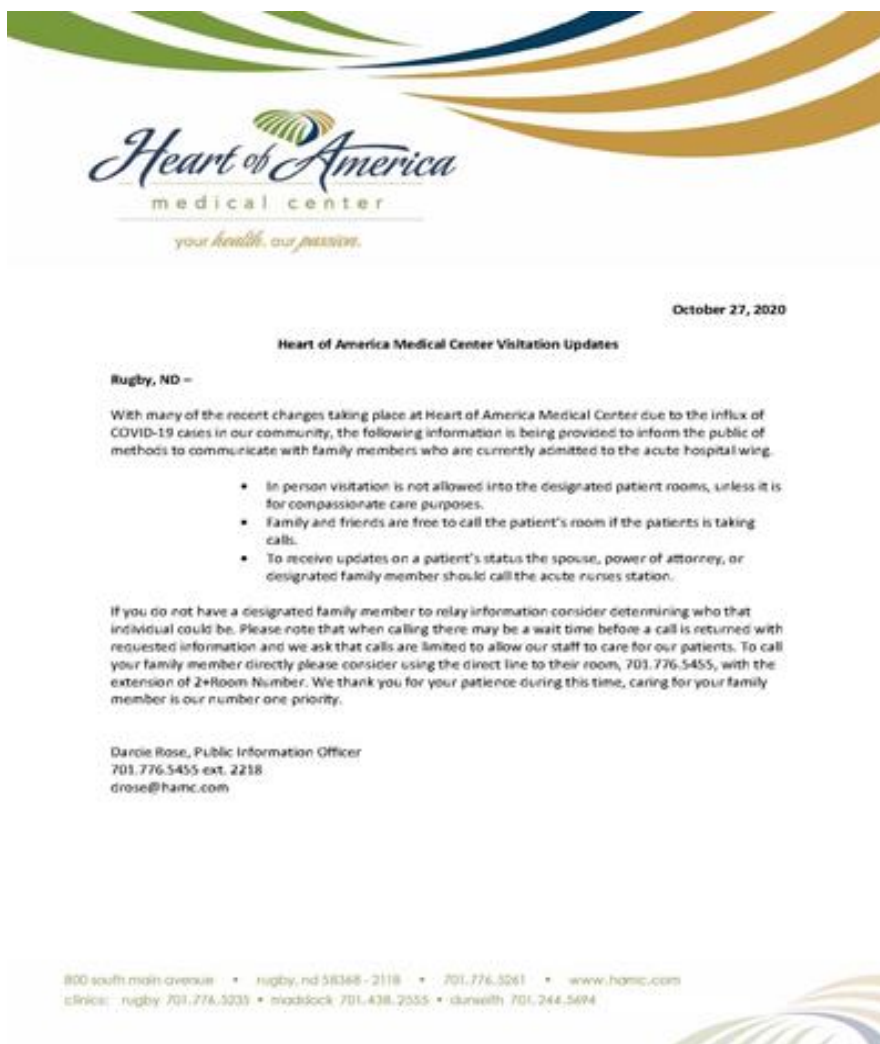 Heart of America
medical center
your health. our passion.
October 27, 2020
Heart of America Medical Center Visitation Updates
Rugby, ND –
With many of the recent changes taking place at Heart of America Medical Center due to the influx of
COVID-19 cases in our community, the following information is being provided to inform the public of
methods to communicate with family members who are currently admitted to the acute hospital wing.
• In person visitation is not allowed into the designated patient rooms, unless it is
for compassionate care purposes.
• Family and friends are free to call the patient's room if the patients is taking
calls.
• To receive updates on a patient's status the spouse, power of attorney, or
designated family member should call the acute nurses station.
If you do not have a designated family member to relay information consider determining who that
individual could be. Please note that when calling there may be a wait time before a call is returned with
requested information and we ask that calls are limited to allow our staff to care for our patients. To call
your family member directly please consider using the direct line to their room, 701.776.5455, with the
extension of 2+Room Number. We thank you for your patience during this time, caring for your family
member is our number one priority.
Darcie Rose, Public Information Officer
701.776.5455 ext. 2218
drose@hamc.com
800 south main avenue • rugby, nd 58368 - 2118 • 701.776.5261 • www.hamc.com
clinics: rugby 701.776.5235 • maddock 701.438.2555 • dunseith 701.244.5694